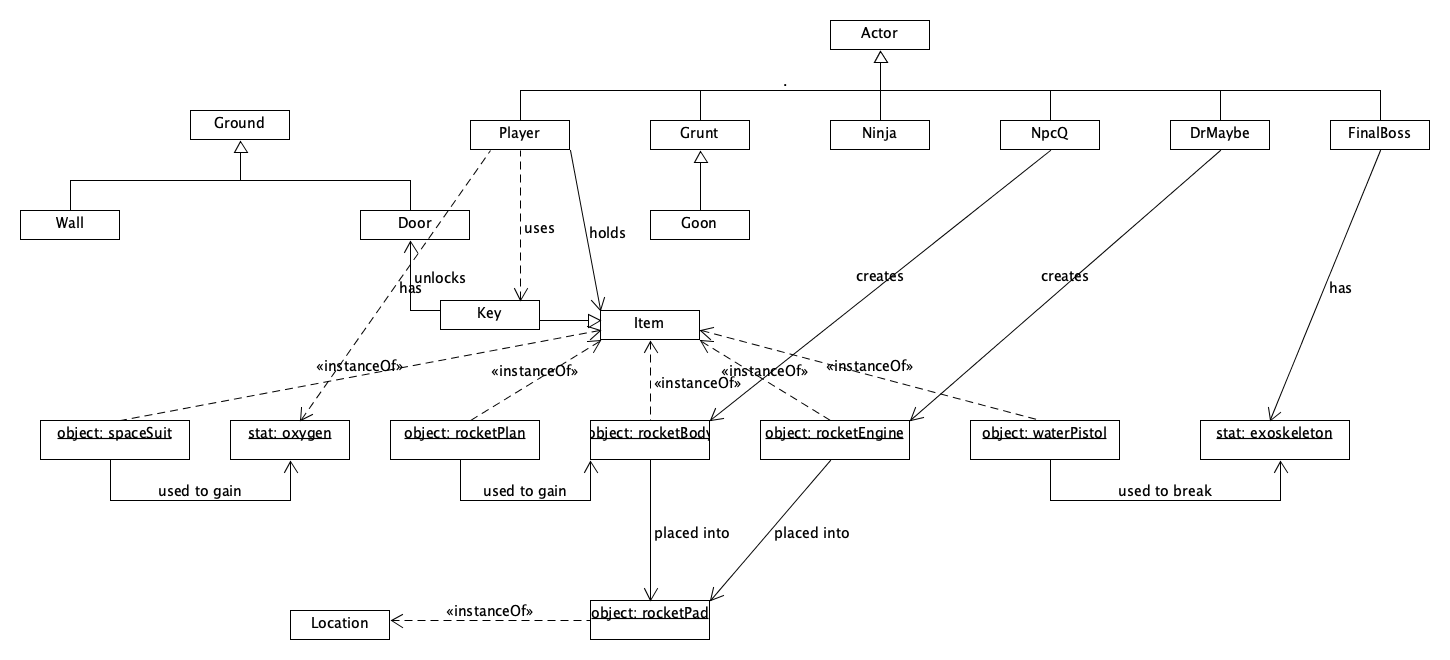 Actor
Ground
Player
Grunt
Ninja
NpcQ
DrMaybe
FinalBoss
Wall
Door
uses
holds
Goon
unlocks
has
creates
creates
has
Key
Item
«instanceOf»
«instanceOf»
«instanceOf»
«instanceOf»
«instanceOf»
object: spaceSuit
stat: oxygen
object: rocketPlan
object: rocketBody
object: rocketEngine
object: waterPistol
stat: exoskeleton
used to gain
used to gain
used to break
placed into
placed into
«instanceOf»
Location
object: rocketPad